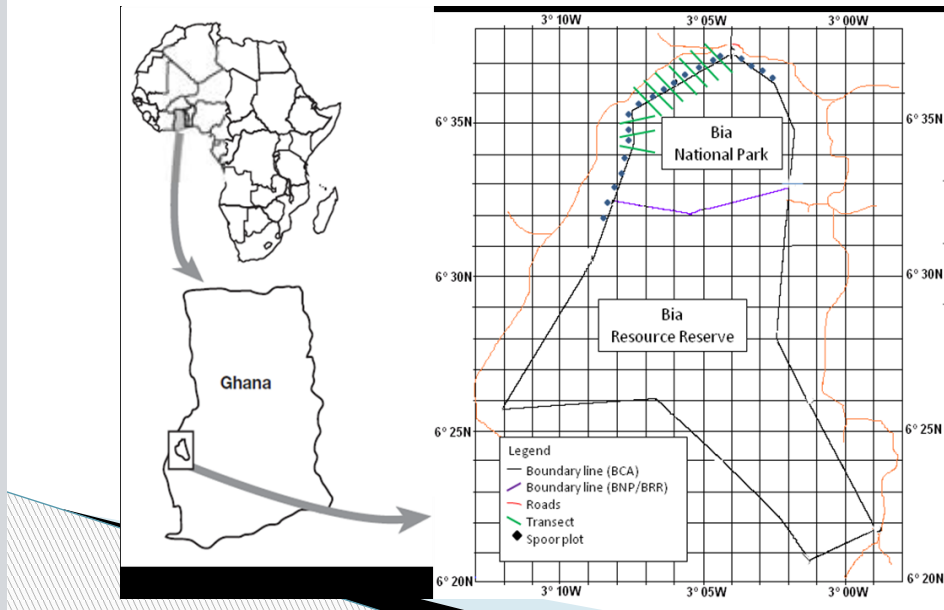 Ghana
3° 10W
3° 05W
3° 00W
6° 35N
6° 35N
Bia
National Park
6° 30N
6° 30N
Bia
Resource Reserve
6° 25N
6° 25N
Legend
Boundary line (BCA)
Boundary line (BNP/BRR)
Roads
Transect
Spoor plot
6° 20N
6° 20N
3° 10W
3° 05W
3° 00W